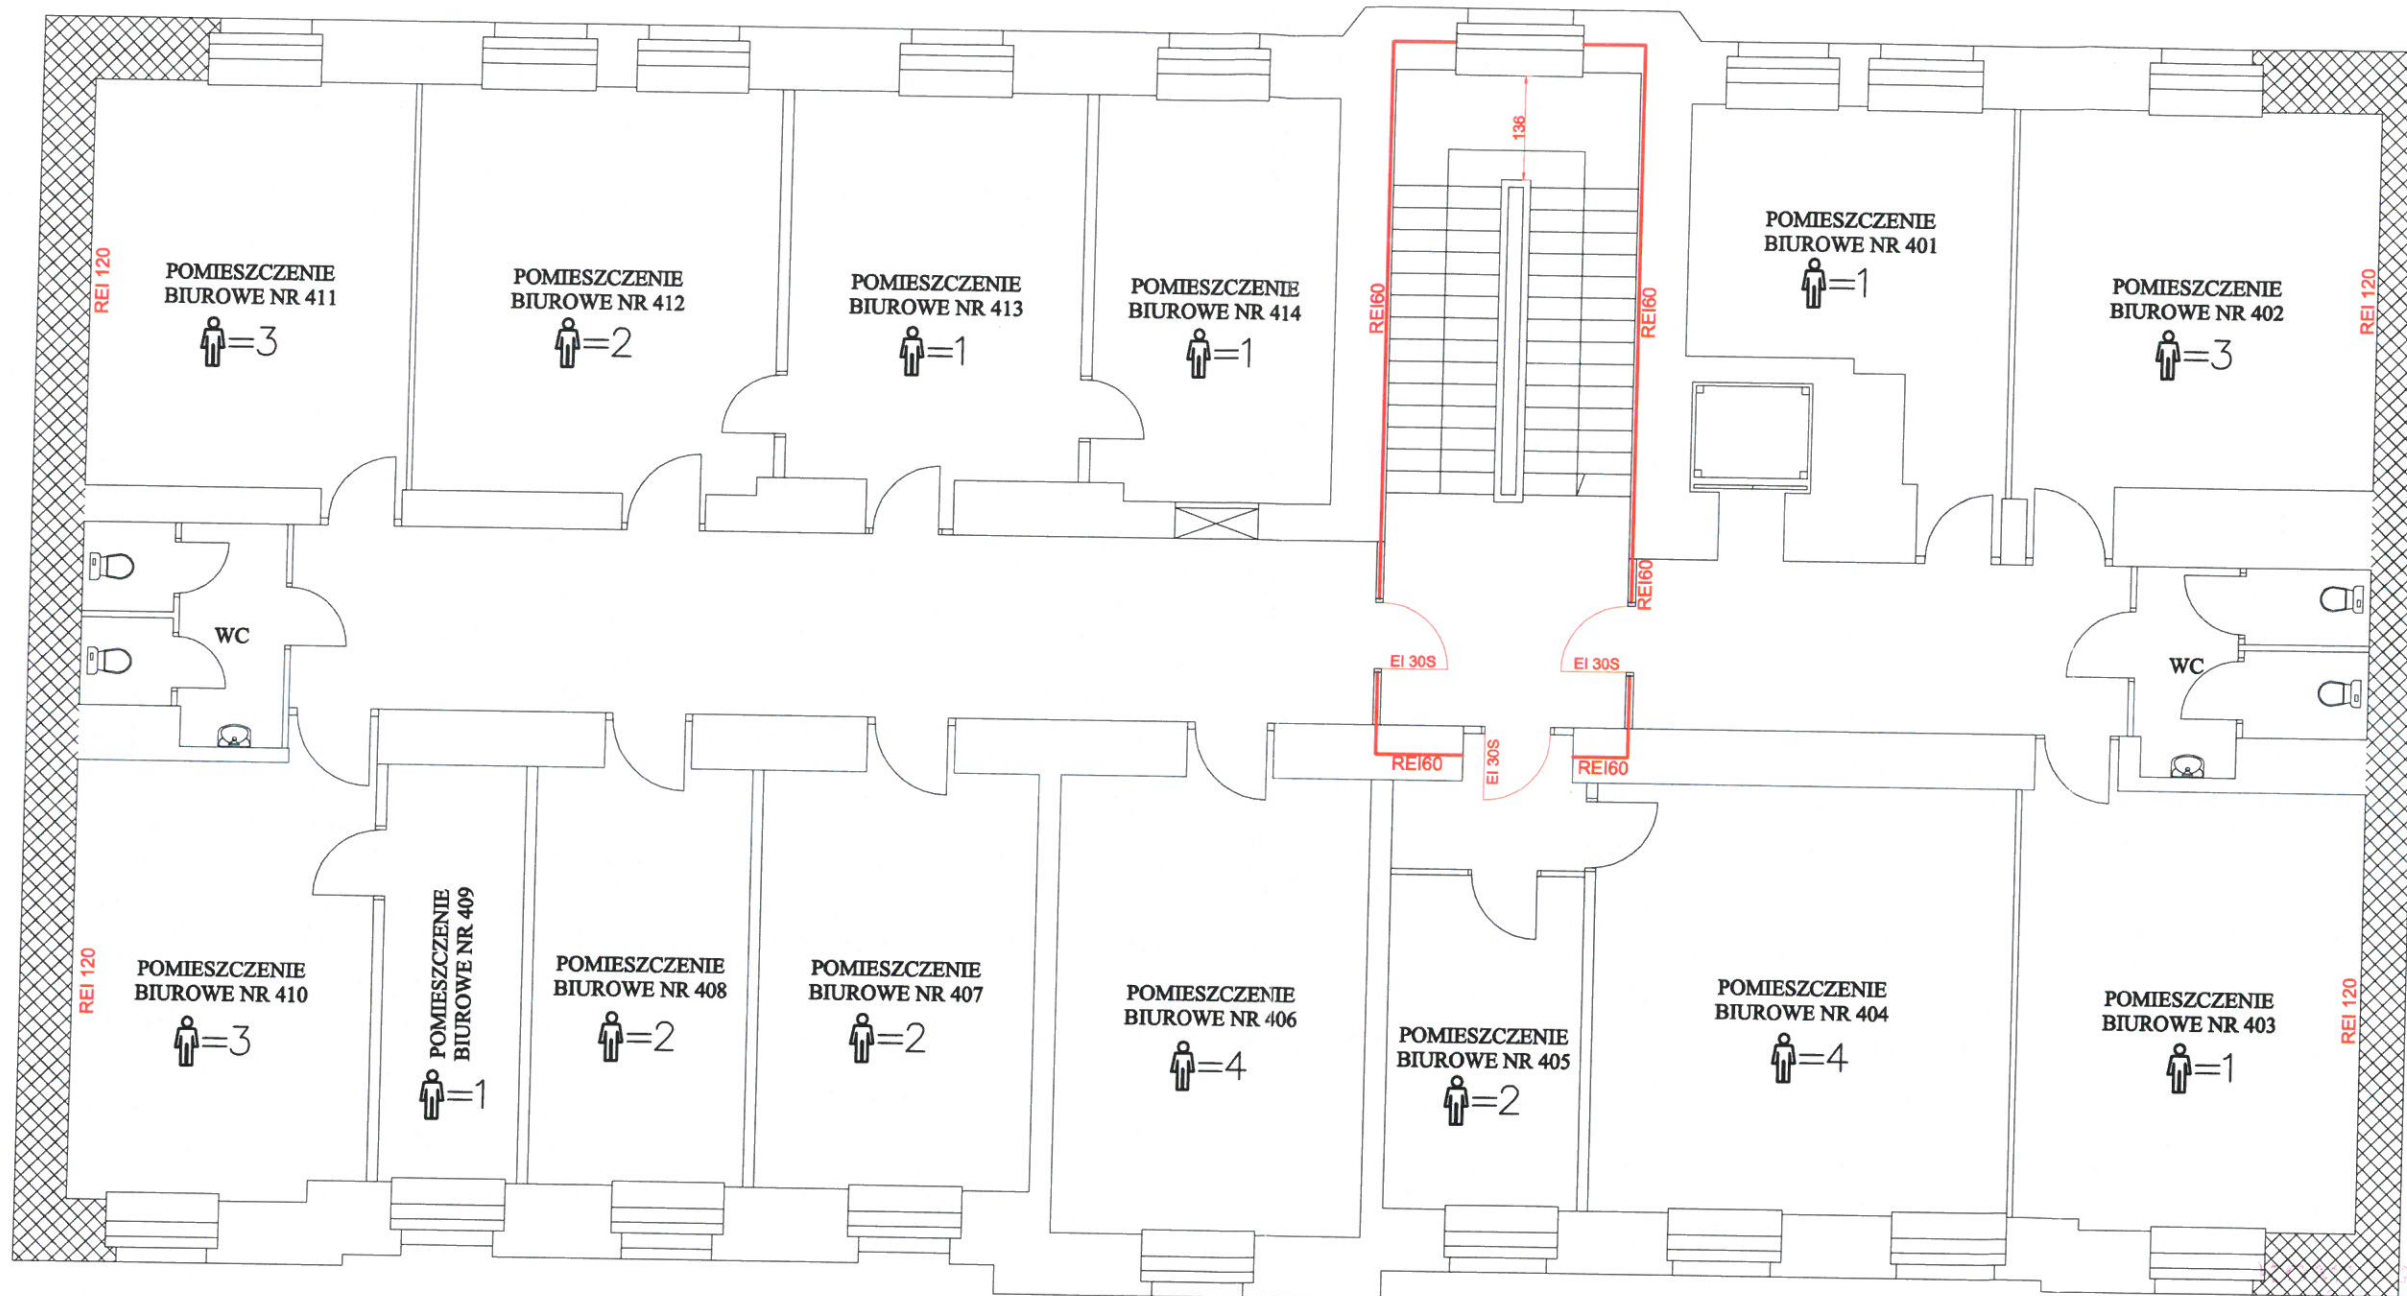 136
POMIESZCZENIE
BIUROWE NR 401
=1
POMIESZCZENIE
BIUROWE NR 411
=3
POMIESZCZENIE
BIUROWE NR 412
=2
POMIESZCZENIE
BIUROWE NR 413
=1
POMIESZCZENIE
BIUROWE NR 414
=1
POMIESZCZENIE
BIUROWE NR 402
=3
REI 120
REI60
REI60
REI 120
REI60
WC
WC
EI 30S
EI 30S
REI60
EI 30S
REI60
POMIESZCZENIE
BIUROWE NR 410
=3
POMIESZCZENIE
BIUROWE NR 409
=1
POMIESZCZENIE
BIUROWE NR 408
=2
POMIESZCZENIE
BIUROWE NR 407
=2
POMIESZCZENIE
BIUROWE NR 406
=4
POMIESZCZENIE
BIUROWE NR 405
=2
POMIESZCZENIE
BIUROWE NR 404
=4
POMIESZCZENIE
BIUROWE NR 403
=1
REI 120
REI 120